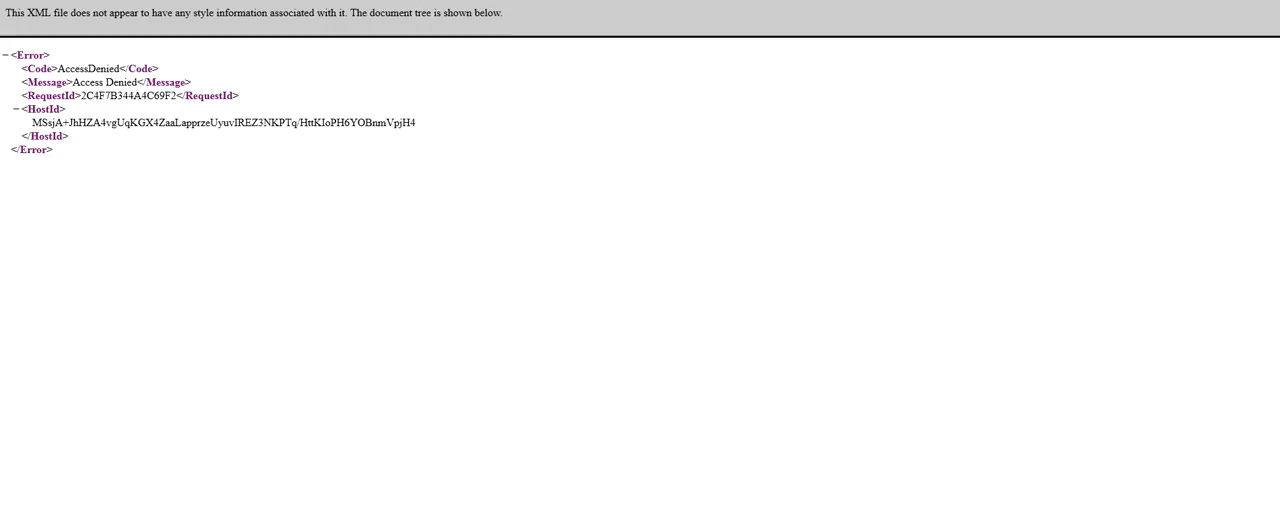 This XML file does not appear to have any style information associated with it. The document tree is shown below.
−<Error>
<Code>AccessDenied</Code>
<Message>Access Denied</Message>
<RequestId>2C4F7B344A4C69F2</RequestId>
−<HostId>
MSsjA+JhHZA4vgUqKGX4ZaaLapprzeUyuvIREZ3NKPTq/HttKIoPH6YOBnmVpjH4
</HostId>
</Error>